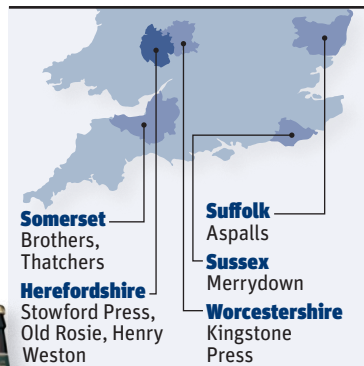 Somerset
Brothers,
Thatchers
Herefordshire
Stowford Press,
Old Rosie, Henry
Weston
Suffolk
Aspalls
Sussex
Merrydown
Worcestershire
Kingstone
Press